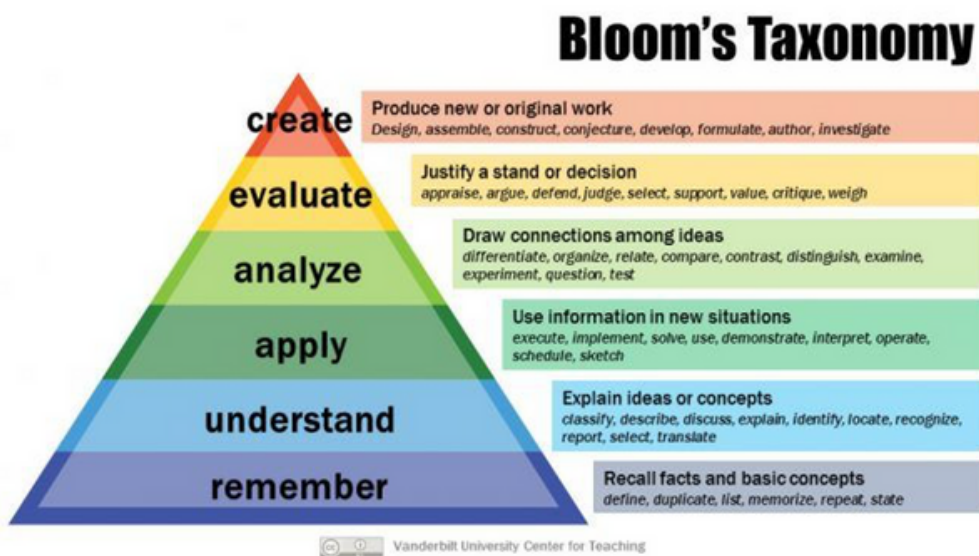 Bloom's Taxonomy
create
Produce new or original work
Design, assemble, construct, conjecture, develop, formulate, author, investigate
evaluate
Justify a stand or decision
appraise, argue, defend, judge, select, support, value, critique, weigh
analyze
Draw connections among ideas
differentiate, organize, relate, compare, contrast, distinguish, examine,
experiment, question, test
apply
Use information in new situations
execute, implement, solve, use, demonstrate, interpret, operate,
schedule, sketch
understand
Explain ideas or concepts
classify, describe, discuss, explain, identify, locate, recognize,
report, select, translate
remember
Recall facts and basic concepts
define, duplicate, list, memorize, repeat, state
cc
Vanderbilt University Center for Teaching